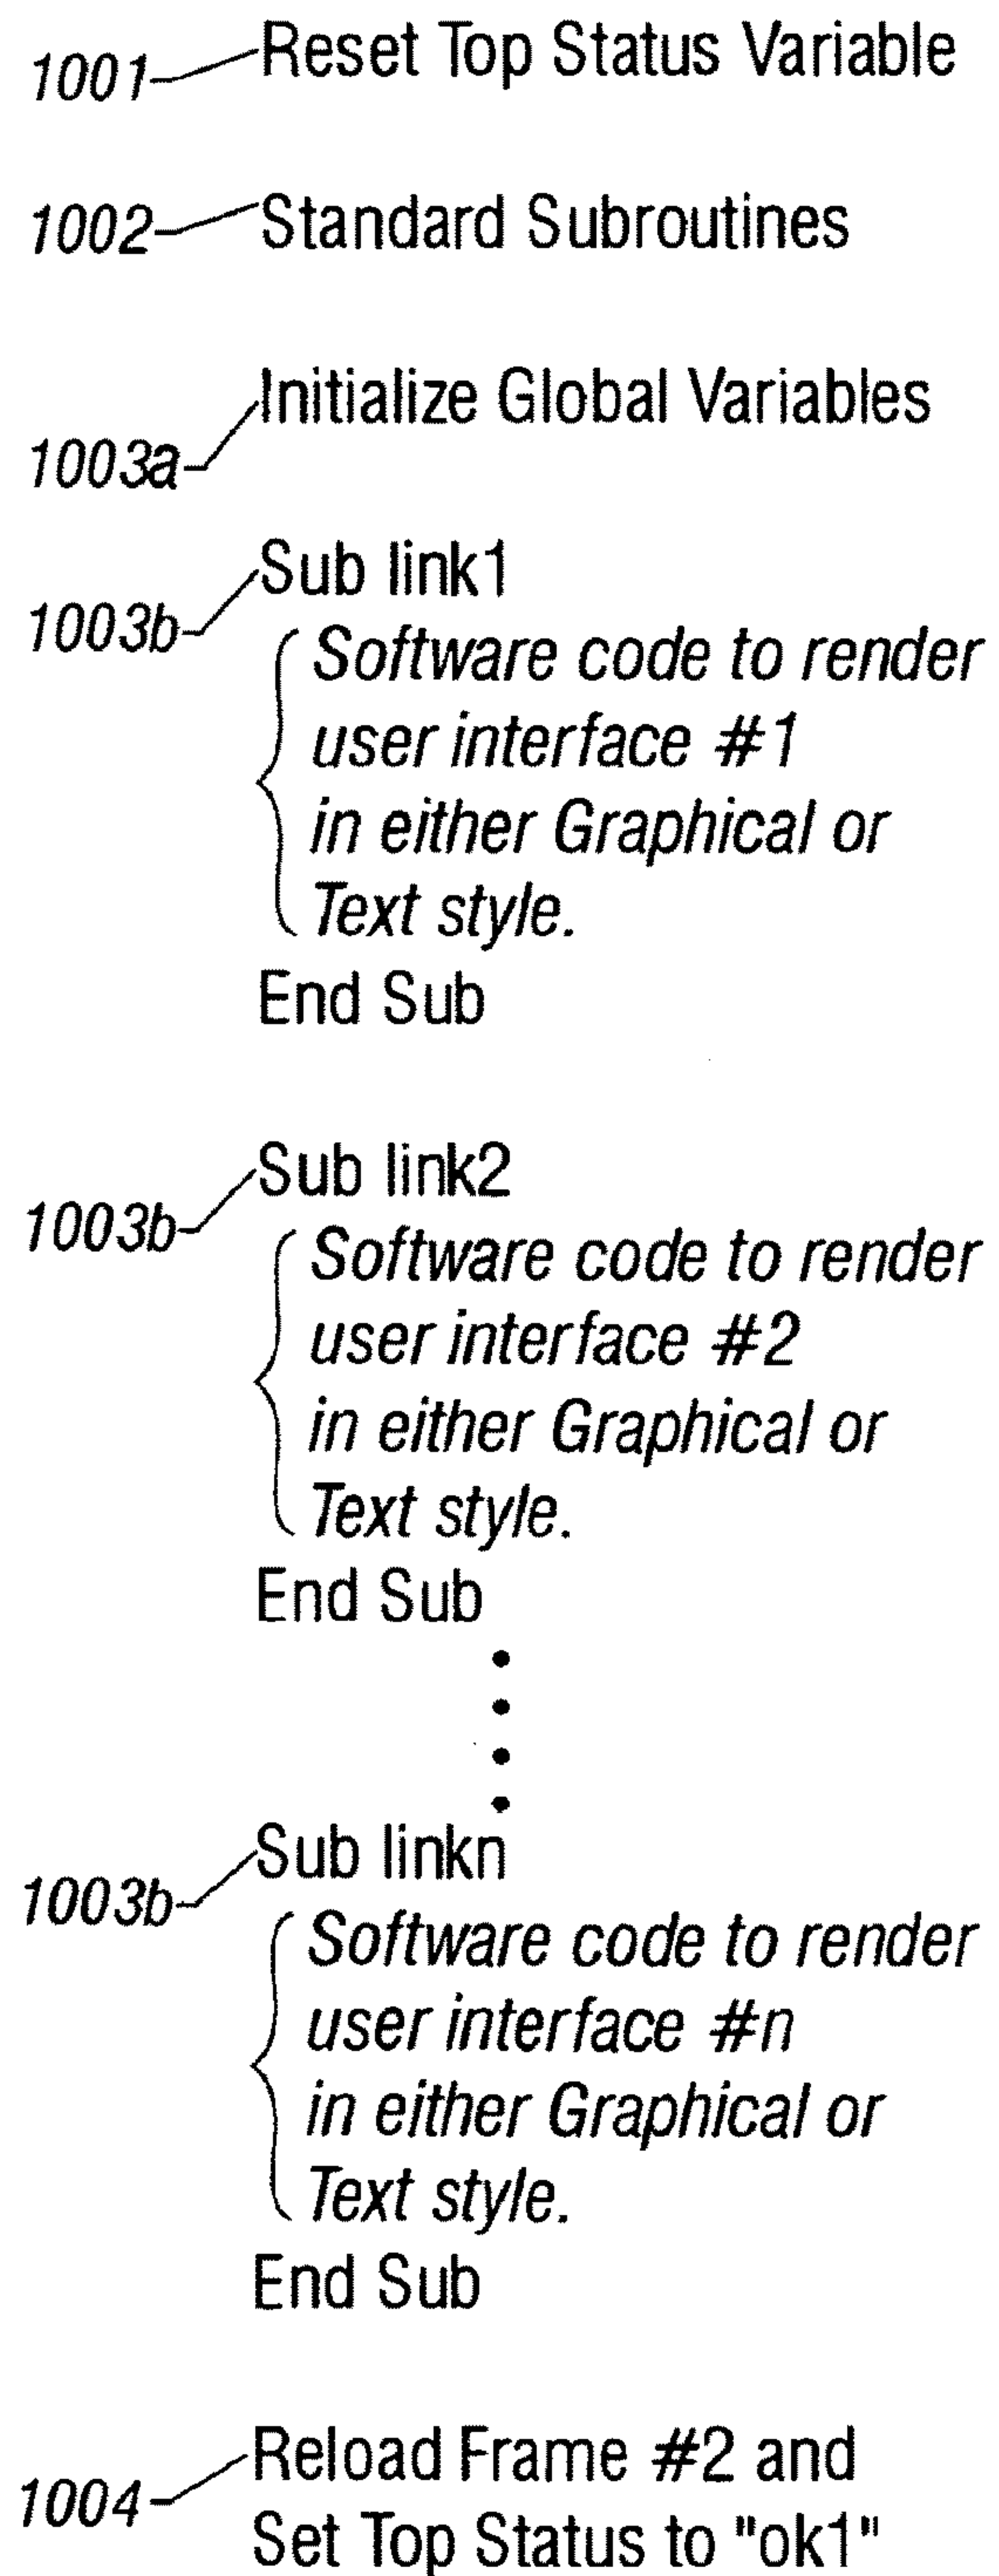 1001 Reset Top Status Variable
1002 Standard Subroutines
Initialize Global Variables
1003a
Sub link1
1003b
Software code to render
user interface #1
in either Graphical or
Text style.
End Sub
Sub link2
1003b
Software code to render
user interface #2
in either Graphical or
Text style.
End Sub
Sub linkn
1003b
Software code to render
user interface #n
in either Graphical or
Text style.
End Sub
Reload Frame #2 and
1004
Set Top Status to "ok1"